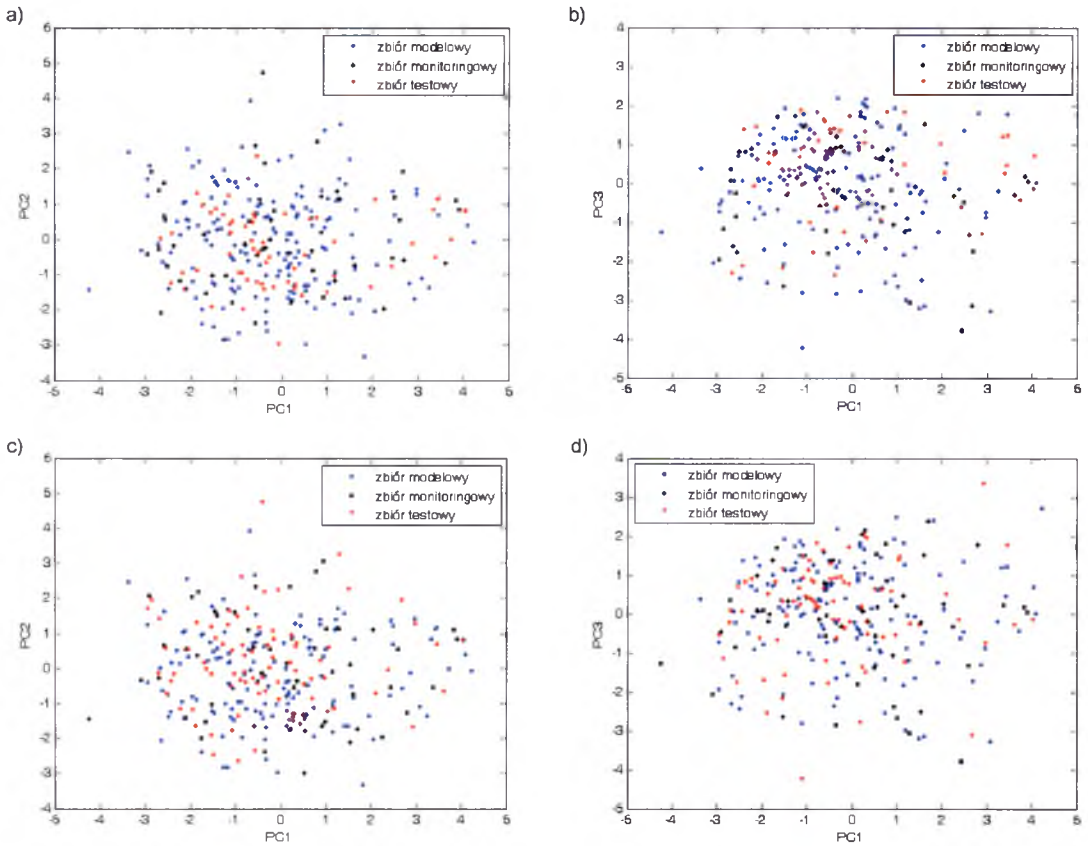 a)
zbiór modelowy
zbiór monitoringowy
zbiór testowy
6
5
4
3
2
1
0
-1
-2
-3
-4
PC2
-5 -4 -3 -2 -1 0 1 2 3 4 5
PC1
b)
zbiór modelowy
zbiór monitoringowy
zbiór testowy
4
3
2
1
0
-1
-2
-3
-4
-5
PC3
-5 -4 -3 -2 -1 0 1 2 3 4 5
PC1
c)
zbiór modelowy
zbiór monitoringowy
zbiór testowy
6
5
4
3
2
1
0
-1
-2
-3
-4
PC2
-5 -4 -3 -2 -1 0 1 2 3 4 5
PC1
d)
zbiór modelowy
zbiór monitoringowy
zbiór testowy
4
3
2
1
0
-1
-2
-3
-4
-5
PC3
-5 -4 -3 -2 -1 0 1 2 3 4 5
PC1